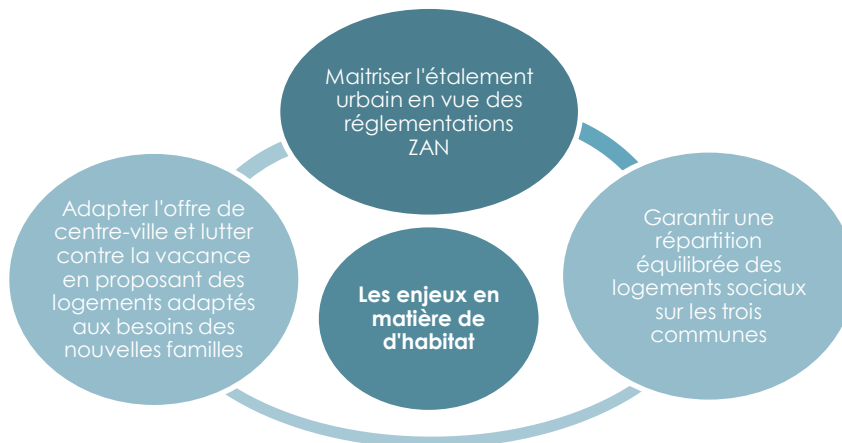 Maitriser l'étalement
urbain en vue des
réglementations
ZAN
Adapter l'offre de
centre-ville et lutter
contre la vacance
en proposant des
logements adaptés
aux besoins des
nouvelles familles
Les enjeux en
matière de
d'habitat
Garantir une
répartition
équilibrée des
logements sociaux
sur les trois
communes